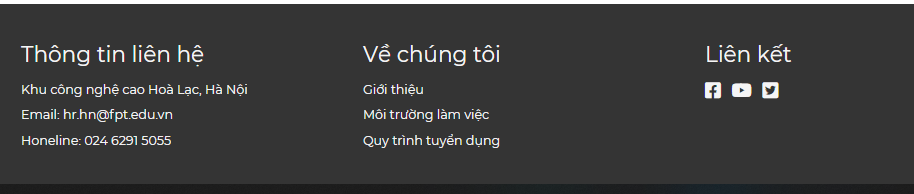 Thông tin liên hệ
Khu công nghệ cao Hoà Lạc, Hà Nội
Email: hr.hn@fpt.edu.vn
Honeline: 024 6291 5055
Về chúng tôi
Giới thiệu
Môi trường làm việc
Quy trình tuyển dụng
Liên kết